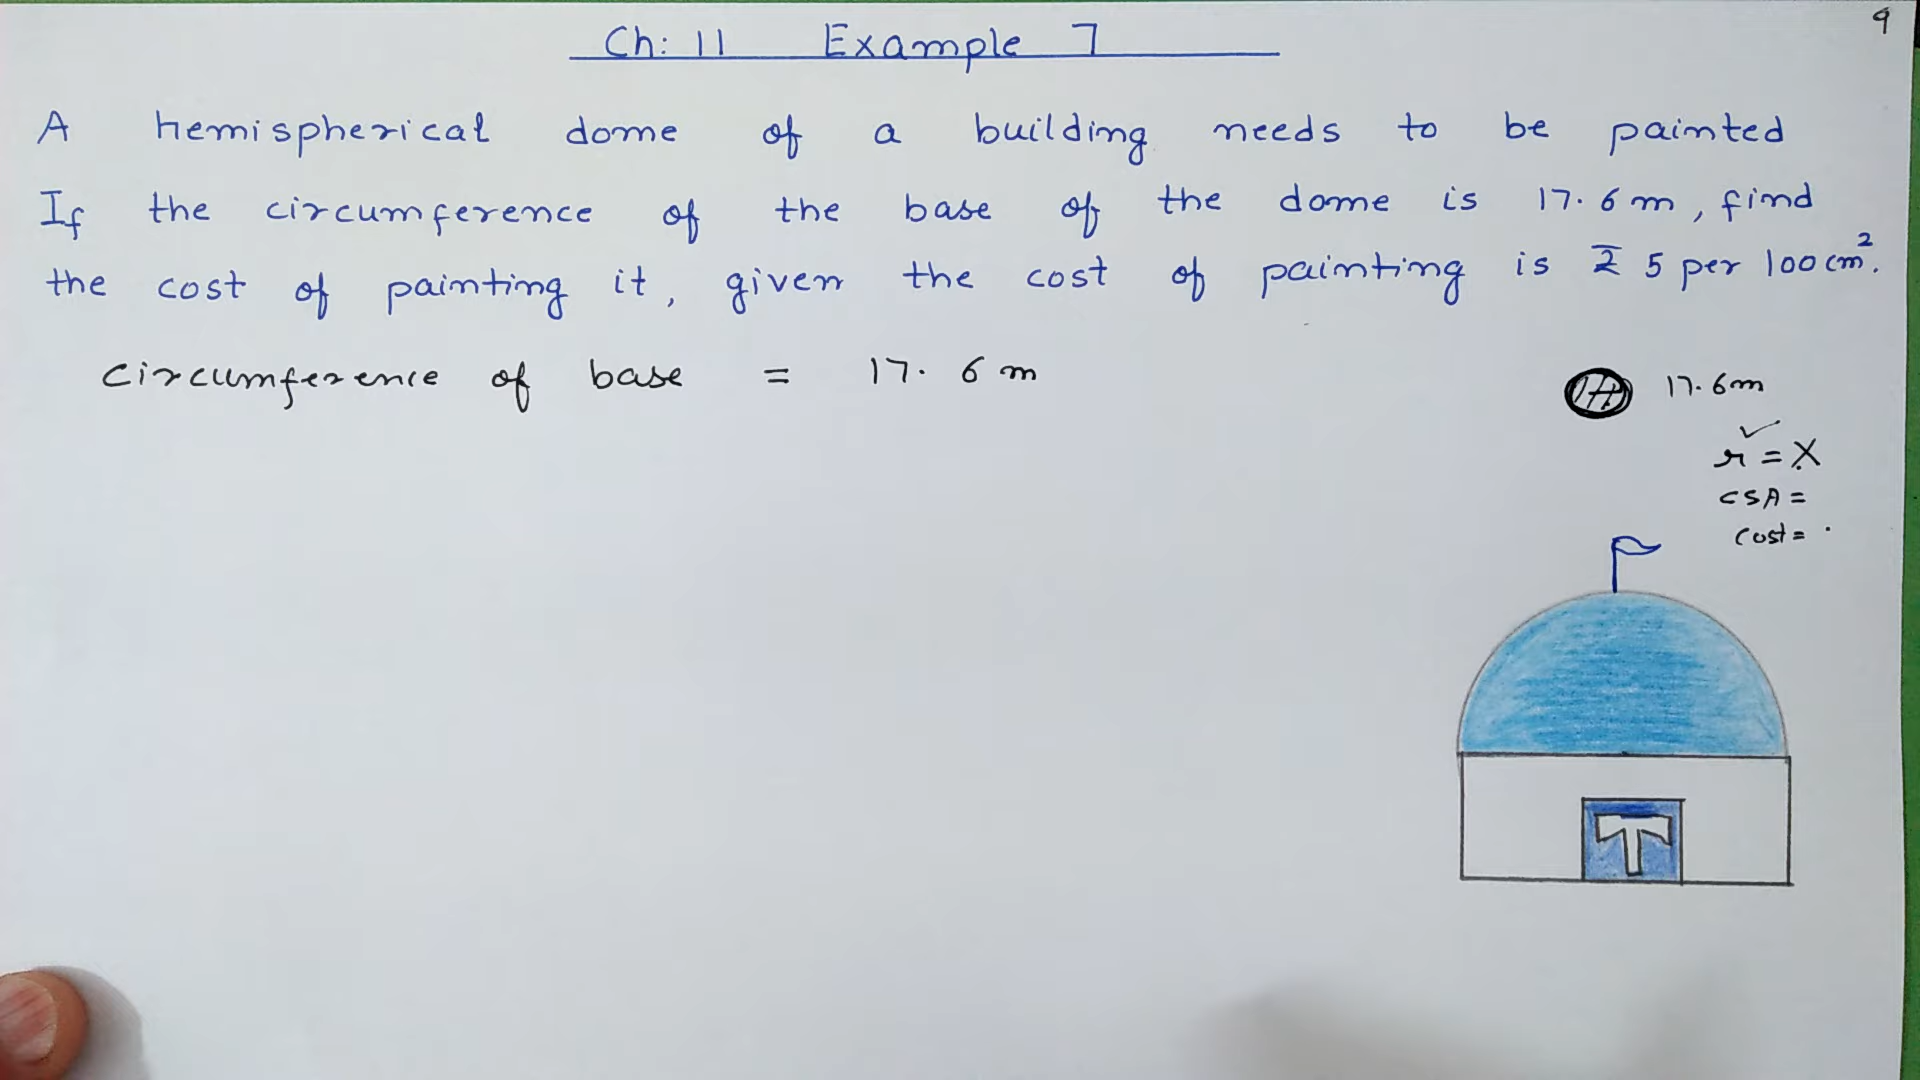 9
Ch: 11 Example 7
A hemispherical dome of a building needs to be painted
If the circumference of the base of the dome is 17.6 m, find
the cost of painting it, given the cost of painting is ₹ 5 per 100 cm².
circumference of base = 17.6 m
17.6m
r = X
CSA =
Cost =
T